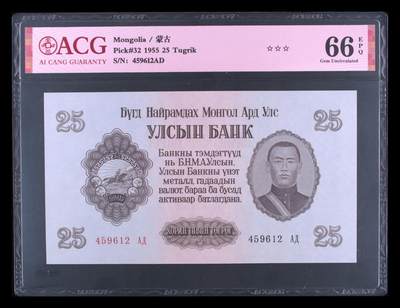 ACG
AI CANG GUARANTY
Mongolia / 蒙古
Pick#32 1955 25 Tugrik
S/N: 459612AD
☆☆☆
66 EPQ
Gem Uncirculated
25 Бүгд Найрамдах Монгол Ард Улс 25
УЛСЫН БАНК
Банкны тэмдэгтүүд
нь БНМАУлсын.
Улсын Банкны үнэт
металл, гадаадын
валют, бараа ба бусад
активаар батлагдана.
25 25
459612 АД 459612 АД